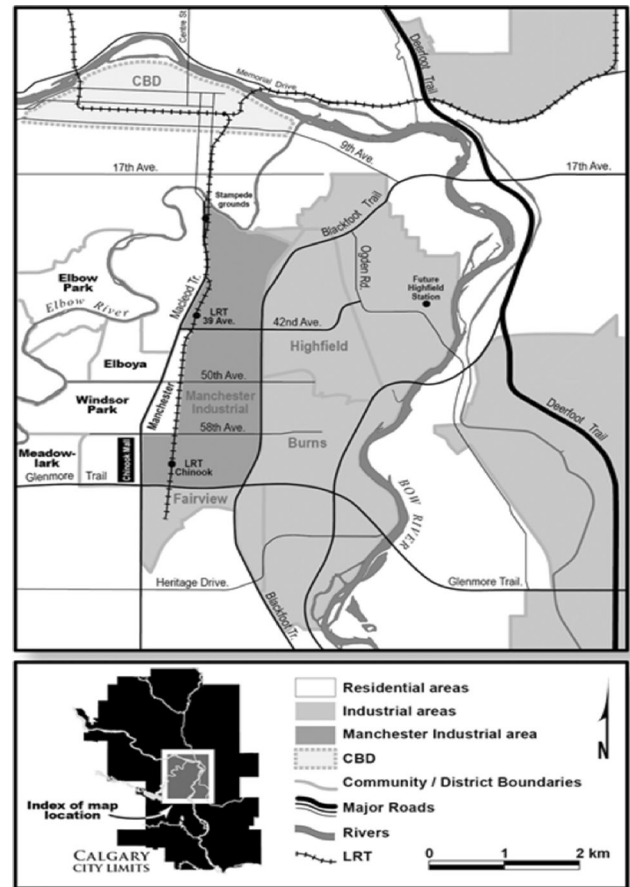 Centre St
Deerfoot Trail
CBD
Memorial Drive
9th Ave.
17th Ave.
17th Ave.
Stampede
grounds
Blackfoot Trail
Ogden Rd.
Elbow
Park
Elbow River
Macleod Tr.
LRT
39 Ave.
42nd Ave.
Future
Highfield
Station
Highfield
Elboya
50th Ave.
Windsor
Park
Manchester
Manchester
Industrial
Deerfoot Trail
58th Ave.
Burns
Meadow-
lark
Chinook Mall
LRT
Chinook
Glenmore Trail
Fairview
BOW RIVER
Heritage Drive.
Glenmore Trail.
Blackfoot Tr.
Residential areas
Industrial areas
Manchester Industrial area
CBD
Community / District Boundaries
Major Roads
Rivers
LRT
N
0 1 2 km
Index of map
location
CALGARY
CITY LIMITS